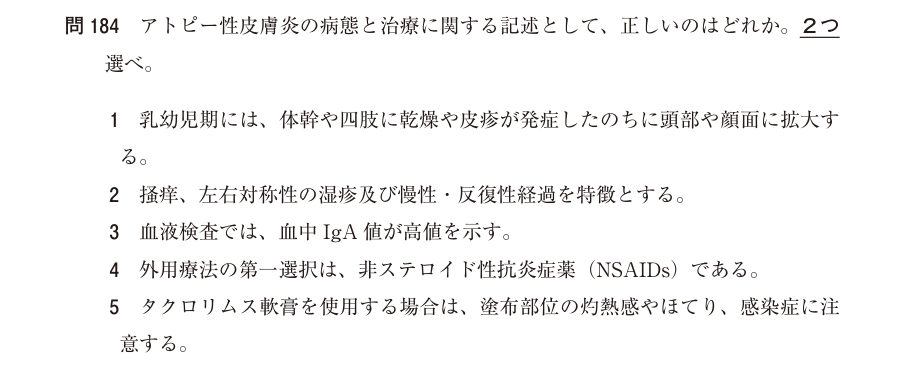 問 184　アトピー性皮膚炎の病態と治療に関する記述として、正しいのはどれか。２つ
選べ。
1　乳幼児期には、体幹や四肢に乾燥や皮疹が発症したのちに頭部や顔面に拡大す
る。
2　掻痒、左右対称性の湿疹及び慢性・反復性経過を特徴とする。
3　血液検査では、血中 IgA 値が高値を示す。
4　外用療法の第一選択は、非ステロイド性抗炎症薬（NSAIDs）である。
5　タクロリムス軟膏を使用する場合は、塗布部位の灼熱感やほてり、感染症に注
意する。